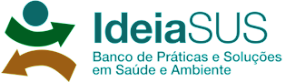 IdeiaSUS
Banco de Práticas e Soluções
em Saúde e Ambiente